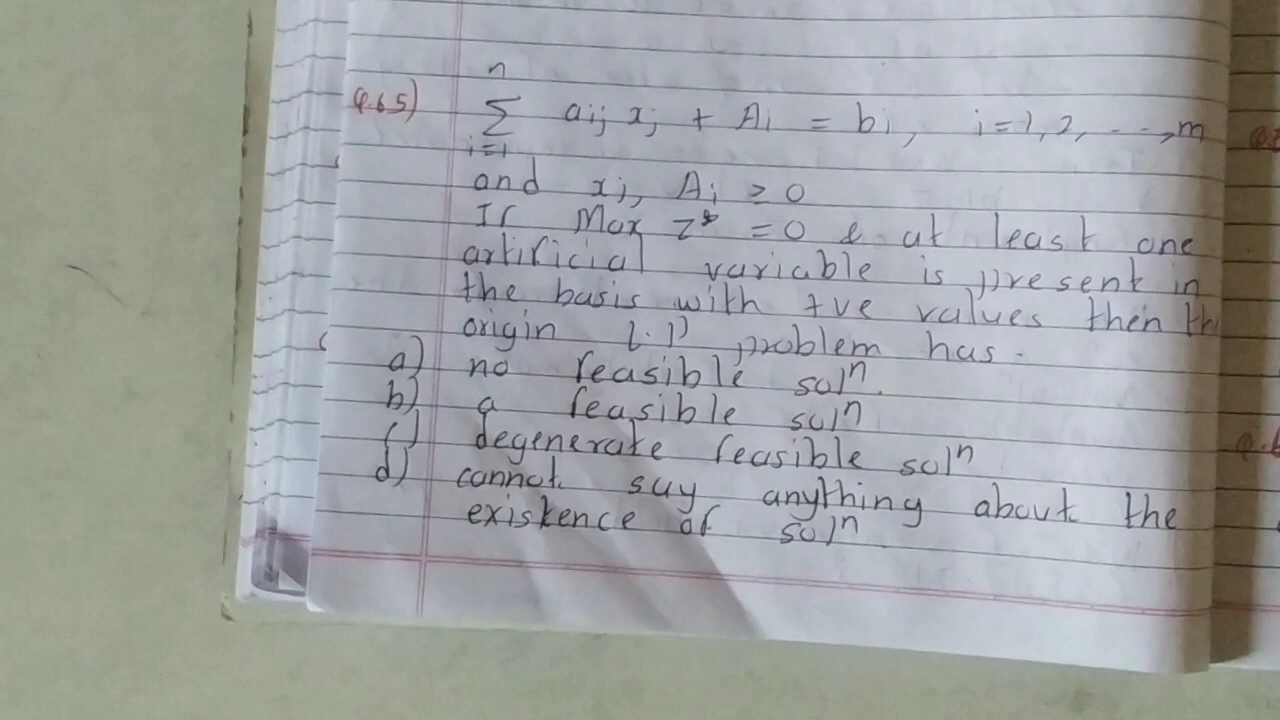 n
Q.65) Σ aij xj + Ai = bi, i=1,2, ---,m
i=1
and xj, Ai ≥ 0
If Max Z* = 0 & at least one
artificial variable is present in
the basis with +ve values then th
origin L.P problem has.
a) no feasible solⁿ.
b) a feasible solⁿ
c) degenerate feasible solⁿ
d) cannot say anything about the
existence of solⁿ